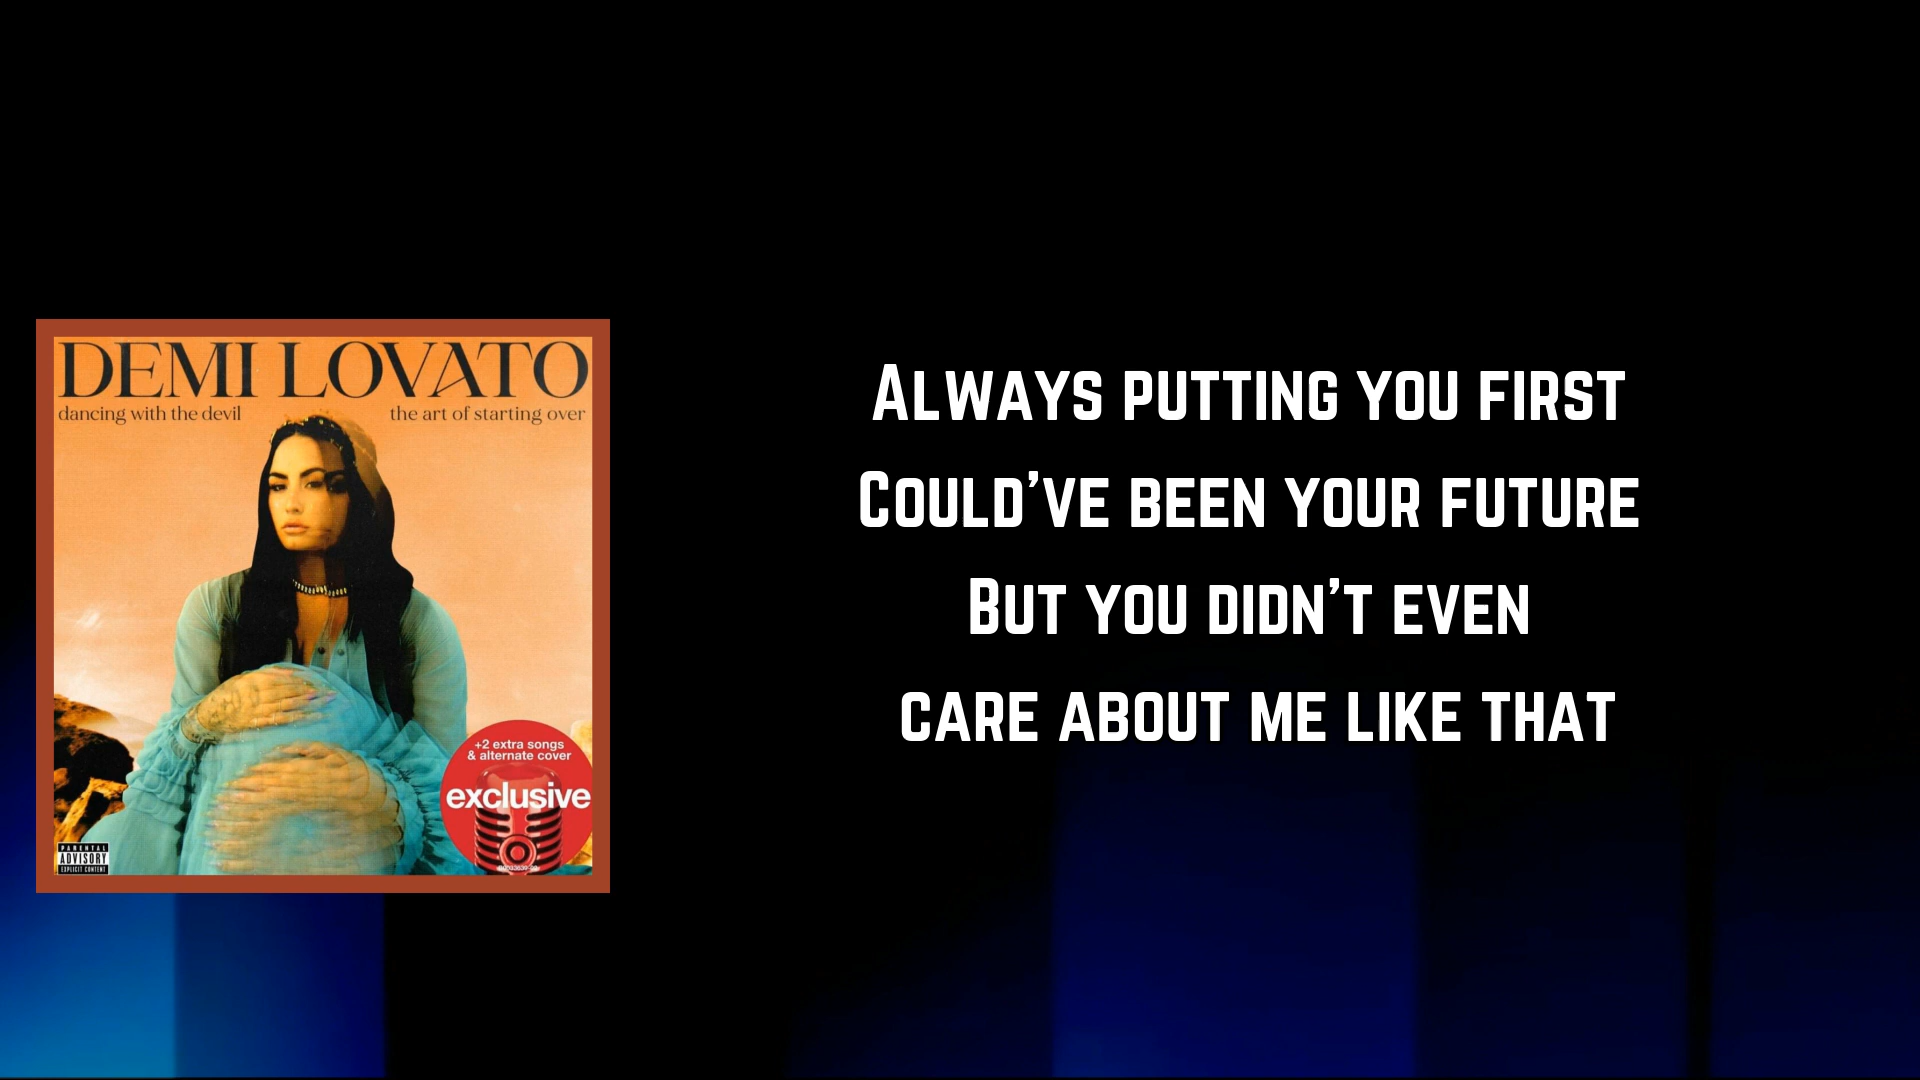 DEMI LOVATO
dancing with the devil the art of starting over
+2 extra songs
& alternate cover
exclusive
PARENTAL
ADVISORY
EXPLICIT CONTENT
Always putting you first
Could've been your future
But you didn't even
care about me like that